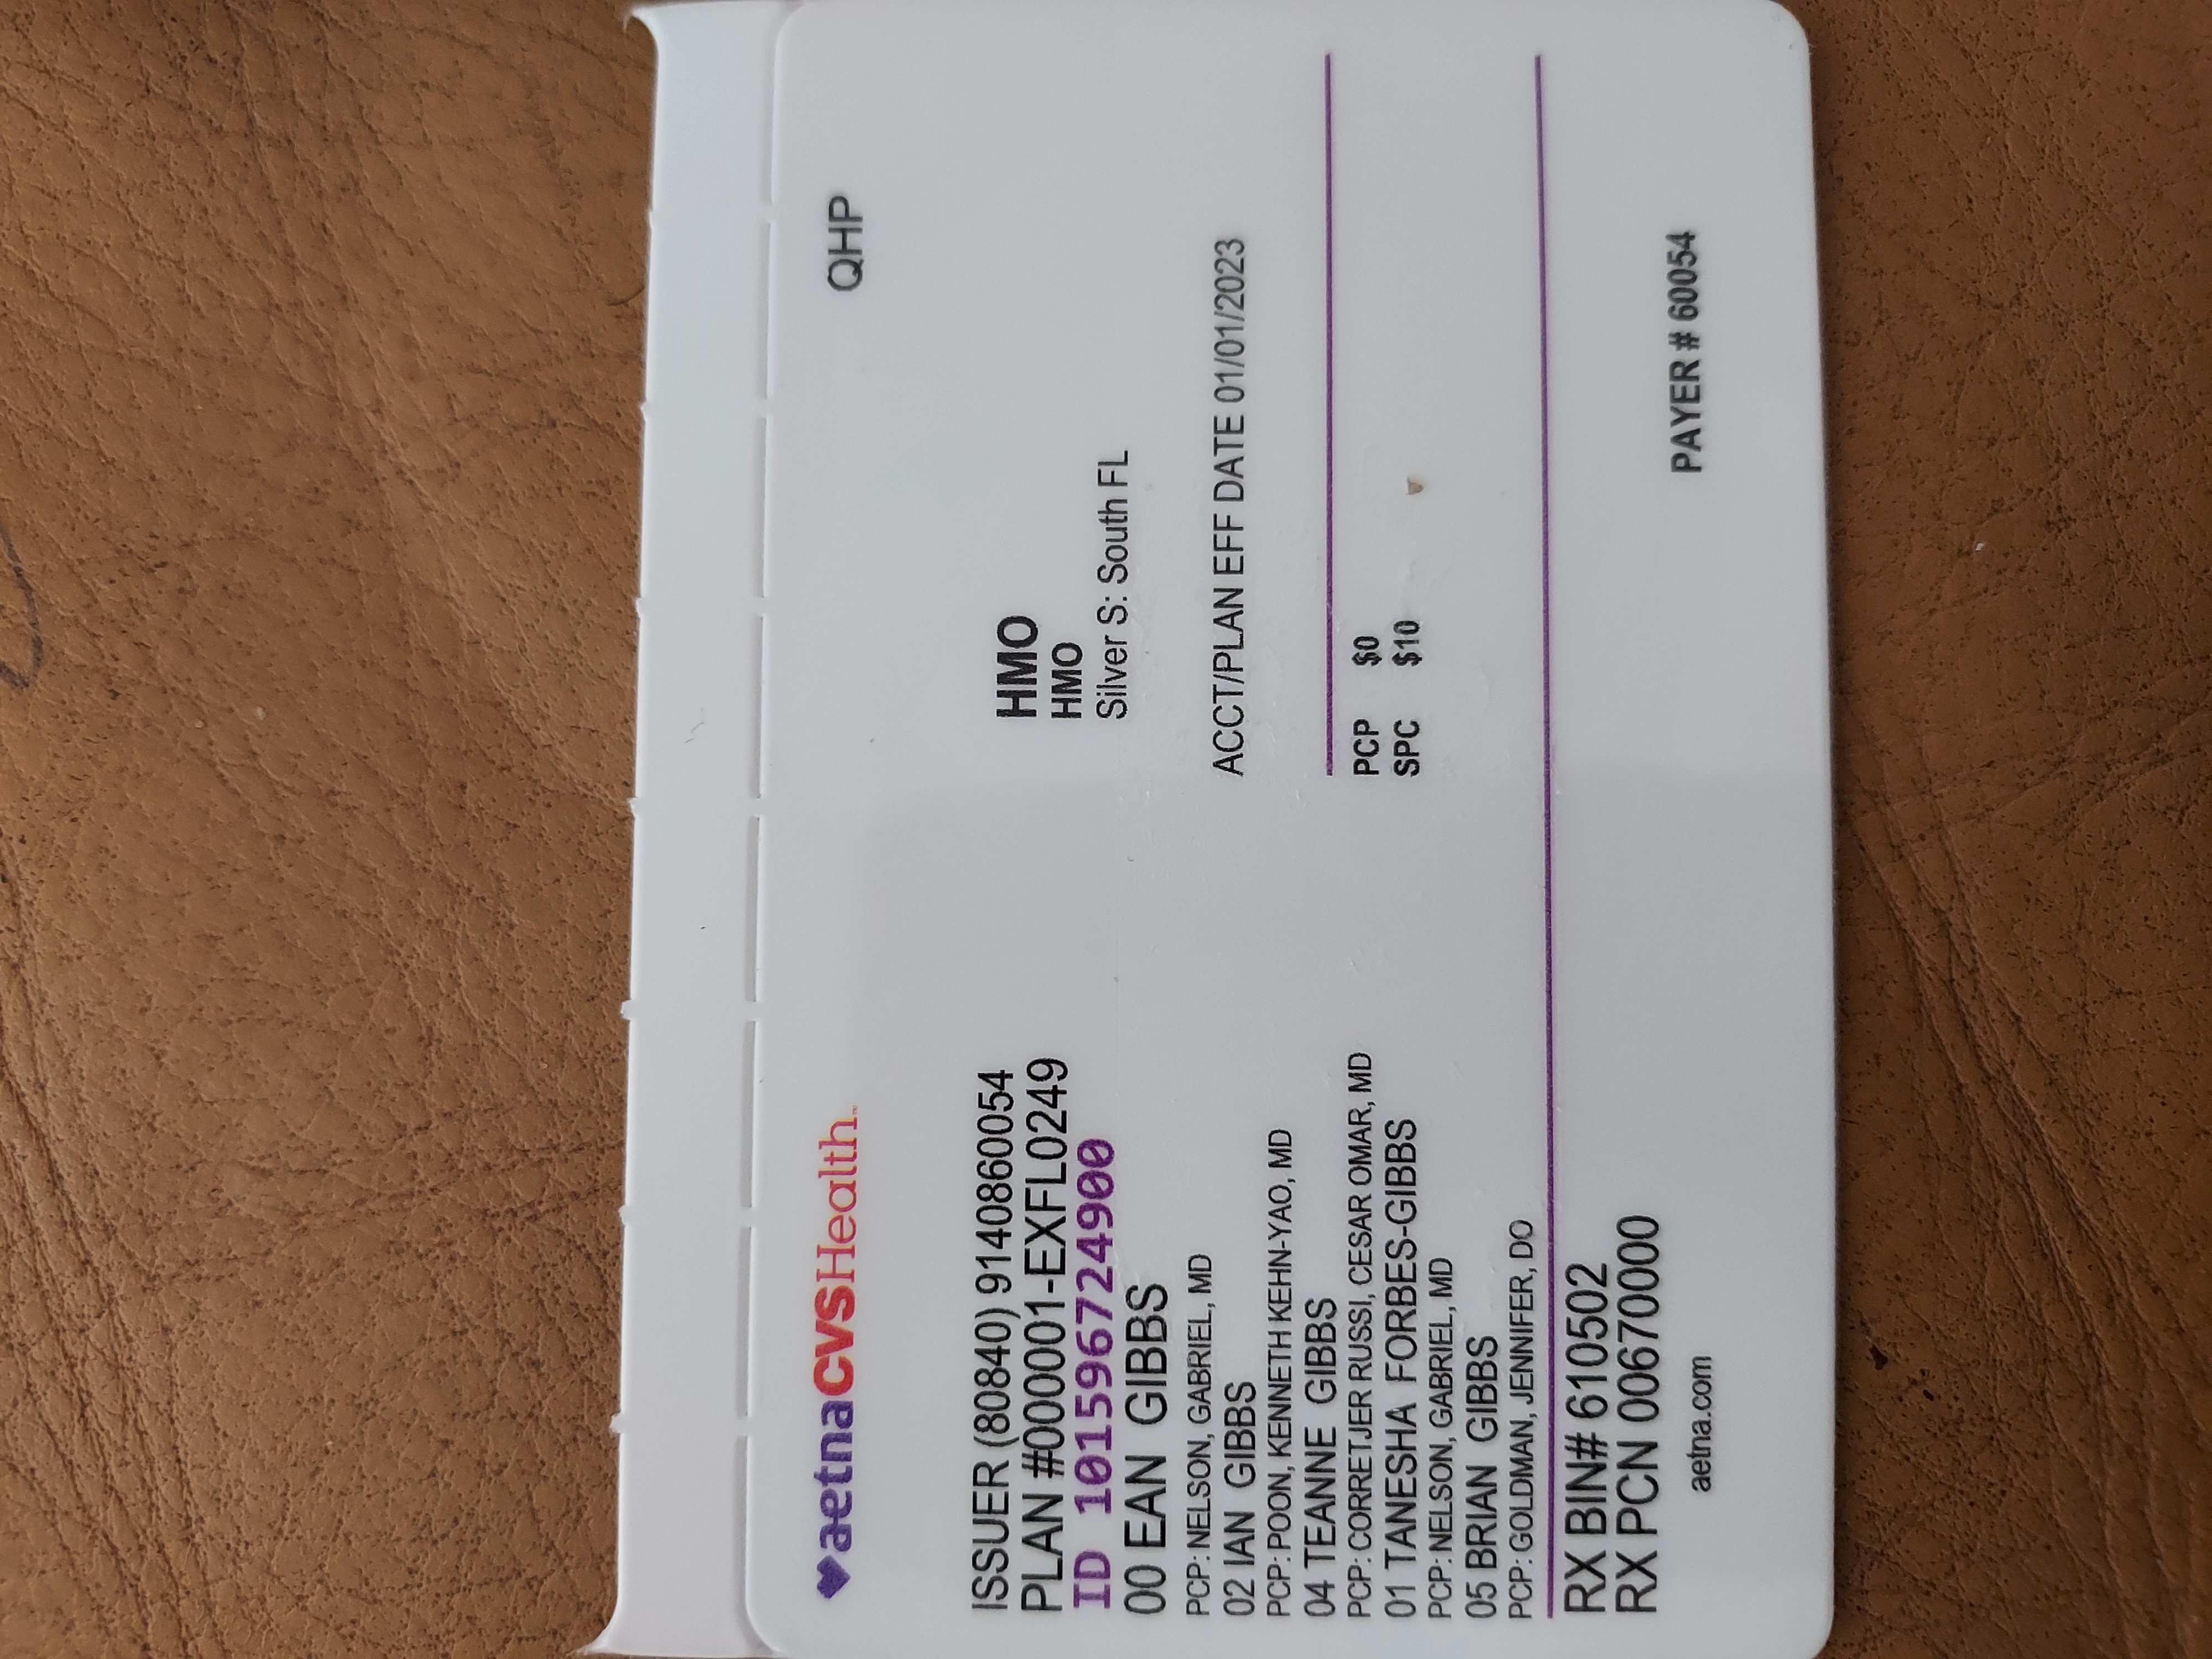 aetna CVSHealth™
QHP
ISSUER (80840) 9140860054
PLAN #000001-EXFL0249
ID 101596724900
00 EAN GIBBS
PCP: NELSON, GABRIEL, MD
02 IAN GIBBS
PCP: POON, KENNETH KEHN-YAO, MD
04 TEANNE GIBBS
PCP: CORRETJER RUSSI, CESAR OMAR, MD
01 TANESHA FORBES-GIBBS
PCP: NELSON, GABRIEL, MD
05 BRIAN GIBBS
PCP: GOLDMAN, JENNIFER, DO
HMO
HMO
Silver S: South FL
ACCT/PLAN EFF DATE 01/01/2023
PCP $0
SPC $10
RX BIN# 610502
RX PCN 00670000
aetna.com
PAYER # 60054